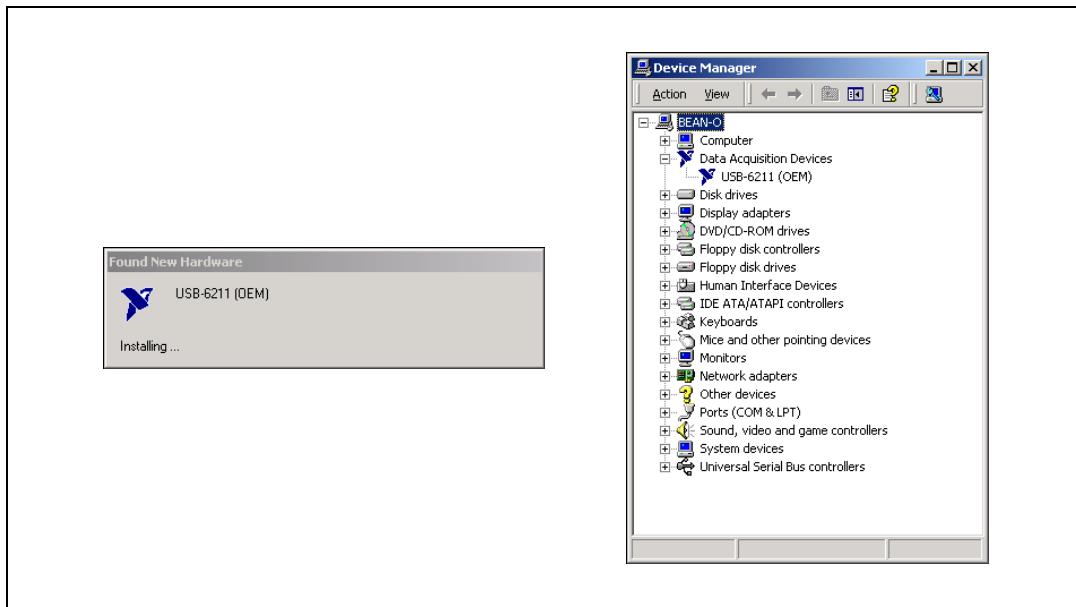 Found New Hardware
USB-6211 (OEM)
Installing ...
Device Manager
Action View
BEAN-O
Computer
Data Acquisition Devices
USB-6211 (OEM)
Disk drives
Display adapters
DVD/CD-ROM drives
Floppy disk controllers
Floppy disk drives
Human Interface Devices
IDE ATA/ATAPI controllers
Keyboards
Mice and other pointing devices
Monitors
Network adapters
Other devices
Ports (COM & LPT)
Sound, video and game controllers
System devices
Universal Serial Bus controllers